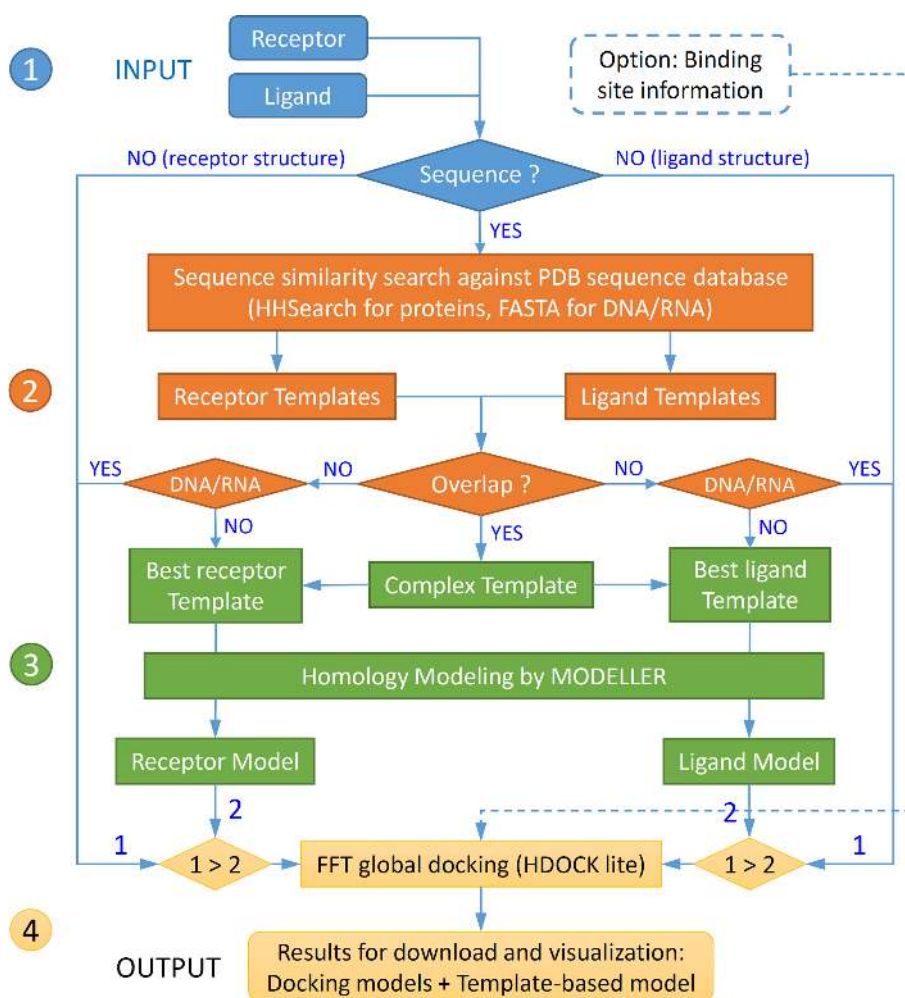 Receptor
1
INPUT
Ligand
Option: Binding
site information
NO (receptor structure)
NO (ligand structure)
Sequence ?
YES
Sequence similarity search against PDB sequence database
(HHSearch for proteins, FASTA for DNA/RNA)
2
Receptor Templates
Ligand Templates
YES
DNA/RNA
NO
Overlap ?
NO
DNA/RNA
YES
NO
YES
NO
Best receptor
Template
Complex Template
Best ligand
Template
3
Homology Modeling by MODELLER
Receptor Model
Ligand Model
2
2
1
1 > 2
FFT global docking (HDOCK lite)
1 > 2
1
4
OUTPUT
Results for download and visualization:
Docking models + Template-based model